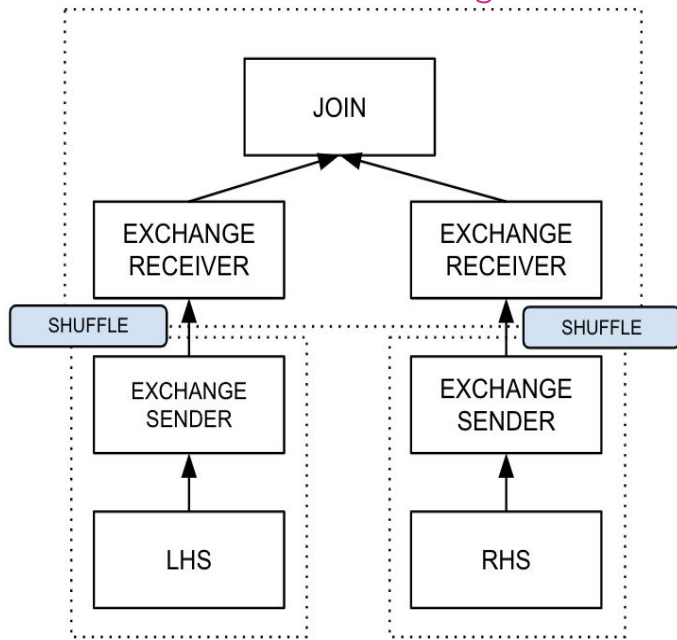 JOIN
EXCHANGE
RECEIVER
EXCHANGE
RECEIVER
SHUFFLE
SHUFFLE
EXCHANGE
SENDER
EXCHANGE
SENDER
LHS
RHS